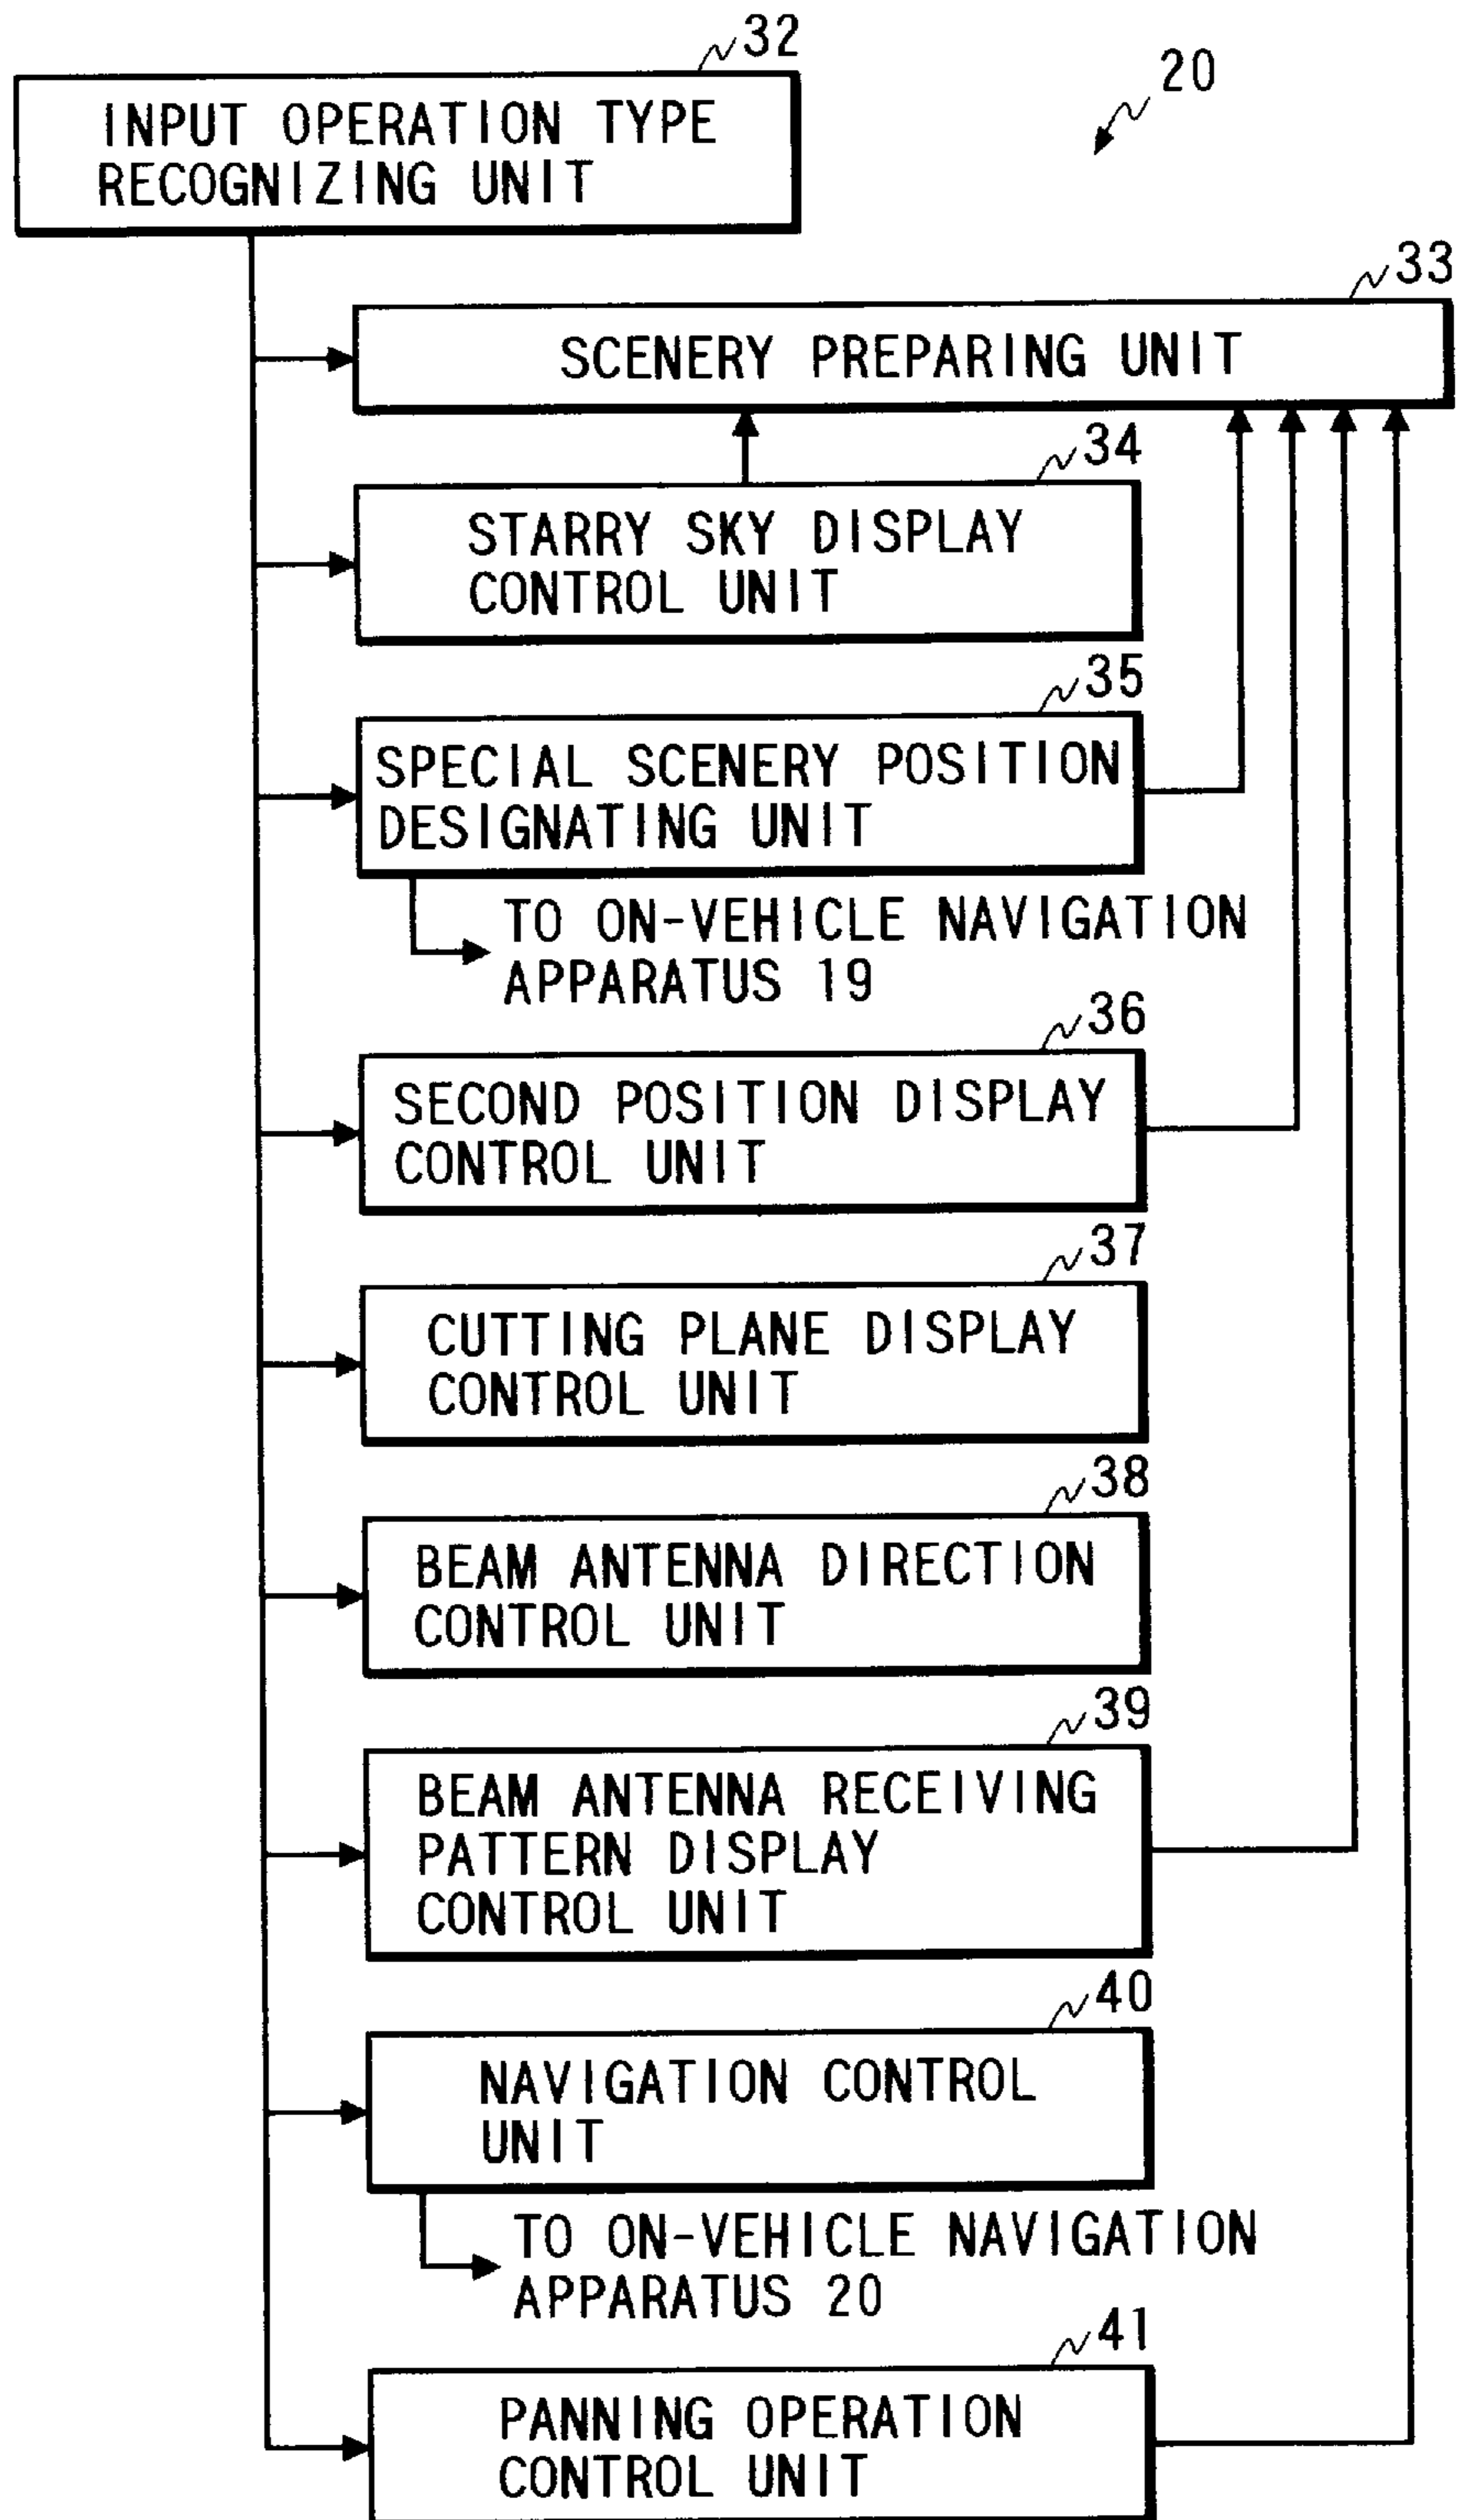 32
20
INPUT OPERATION TYPE
RECOGNIZING UNIT
33
SCENERY PREPARING UNIT
34
STARRY SKY DISPLAY
CONTROL UNIT
35
SPECIAL SCENERY POSITION
DESIGNATING UNIT
TO ON-VEHICLE NAVIGATION
APPARATUS 19
36
SECOND POSITION DISPLAY
CONTROL UNIT
37
CUTTING PLANE DISPLAY
CONTROL UNIT
38
BEAM ANTENNA DIRECTION
CONTROL UNIT
39
BEAM ANTENNA RECEIVING
PATTERN DISPLAY
CONTROL UNIT
40
NAVIGATION CONTROL
UNIT
TO ON-VEHICLE NAVIGATION
APPARATUS 20
41
PANNING OPERATION
CONTROL UNIT